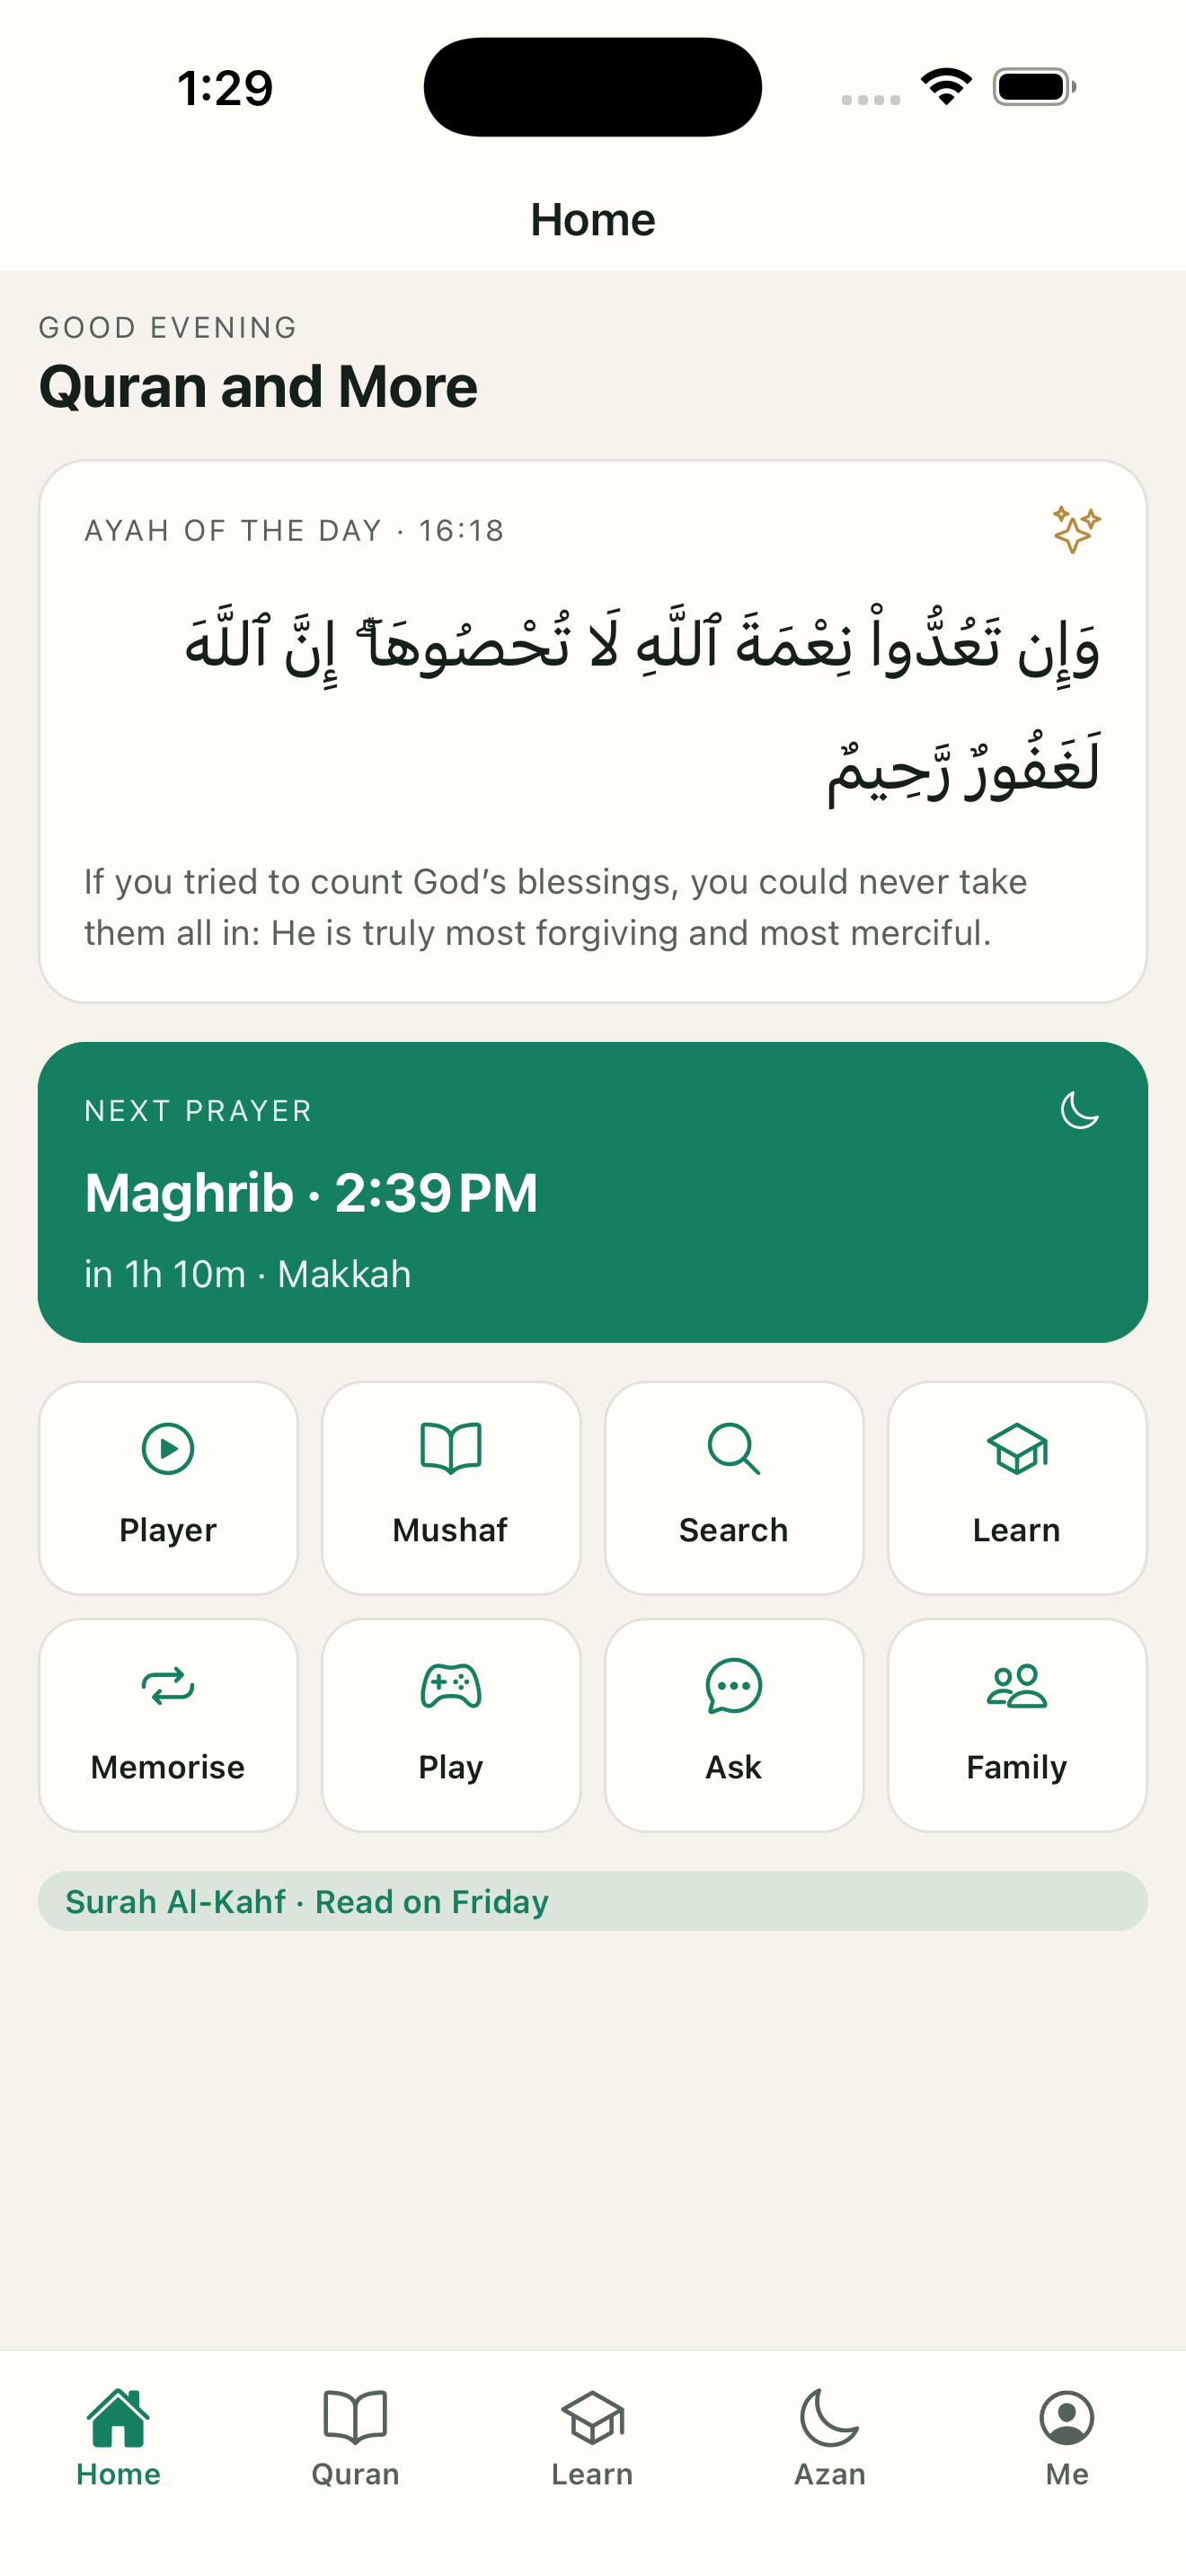 1:29
Home
GOOD EVENING
Quran and More
AYAH OF THE DAY · 16:18
وَإِن تَعُدُّوا۟ نِعْمَةَ ٱللَّهِ لَا تُحْصُوهَآ ۗ إِنَّ ٱللَّهَ
لَغَفُورٌ رَّحِيمٌ
If you tried to count God’s blessings, you could never take
them all in: He is truly most forgiving and most merciful.
NEXT PRAYER
Maghrib · 2:39 PM
in 1h 10m · Makkah
Player
Mushaf
Search
Learn
Memorise
Play
Ask
Family
Surah Al-Kahf · Read on Friday
Home
Quran
Learn
Azan
Me